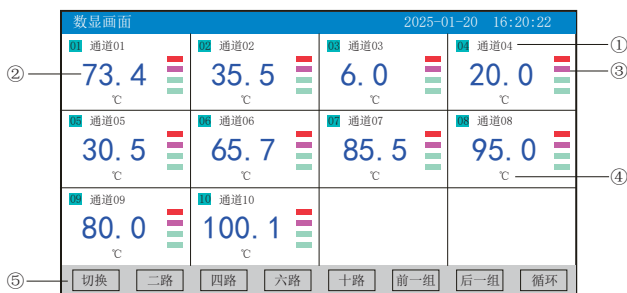 数显画面 2025-01-20 16:20:22
01 通道01 02 通道02 03 通道03 04 通道04 ①
② 73.4 35.5 6.0 20.0 ③
℃ ℃ ℃ ℃
05 通道05 06 通道06 07 通道07 08 通道08
30.5 65.7 85.5 95.0
℃ ℃ ℃ ℃ ④
09 通道09 10 通道10
80.0 100.1
℃ ℃
⑤ 切换 二路 四路 六路 十路 前一组 后一组 循环